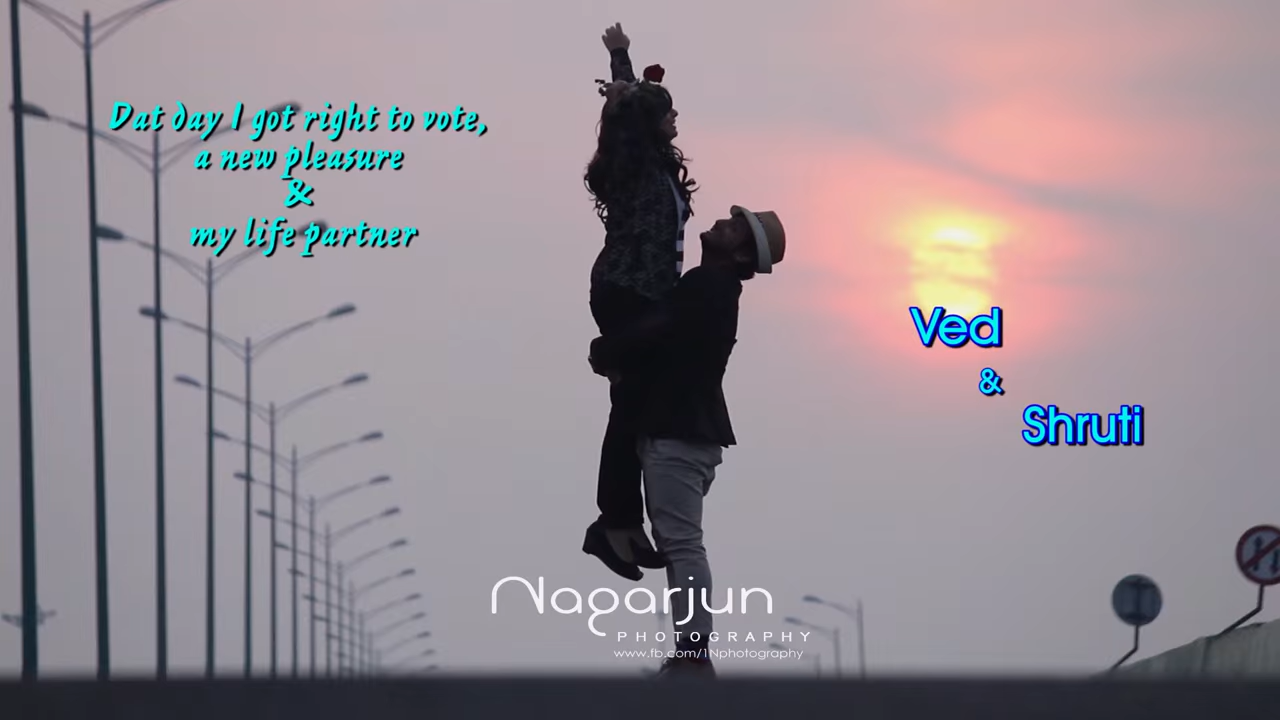 Dat day I got right to vote,
a new pleasure
&
my life partner
Ved
&
Shruti
Nagarjun
PHOTOGRAPHY
www.fb.com/1Nphotography